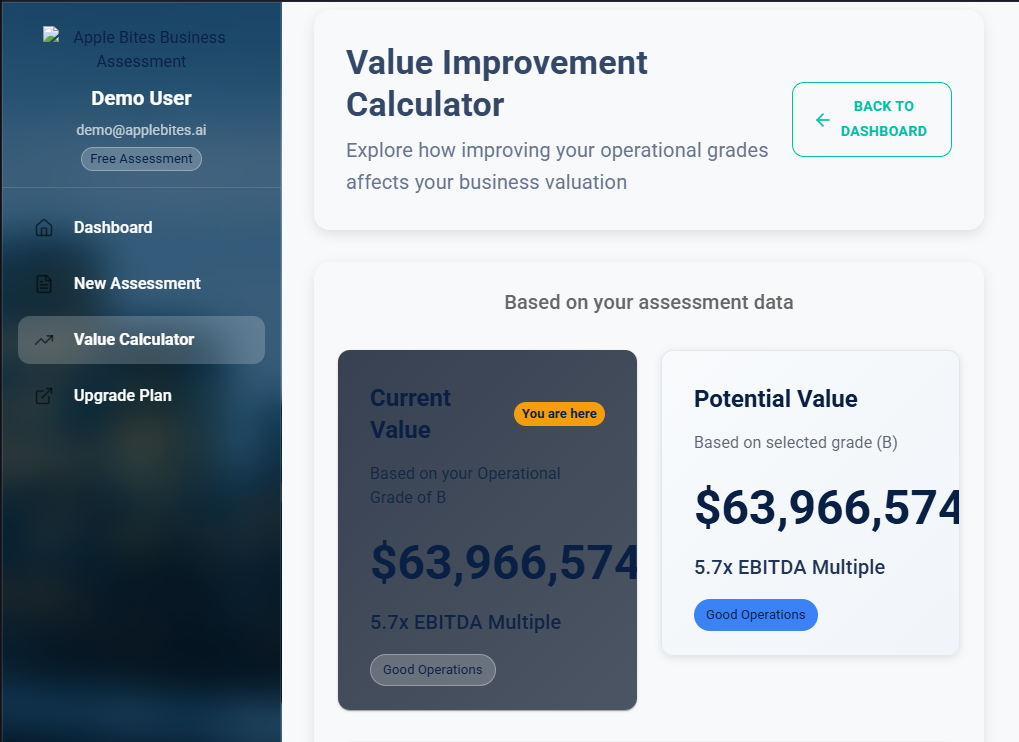 Apple Bites Business
Assessment
Demo User
demo@applebites.ai
Free Assessment
Dashboard
New Assessment
Value Calculator
Upgrade Plan
Value Improvement
Calculator
Explore how improving your operational grades
affects your business valuation
BACK TO
DASHBOARD
Based on your assessment data
Current
Value
You are here
Based on your Operational
Grade of B
$63,966,574
5.7x EBITDA Multiple
Good Operations
Potential Value
Based on selected grade (B)
$63,966,574
5.7x EBITDA Multiple
Good Operations